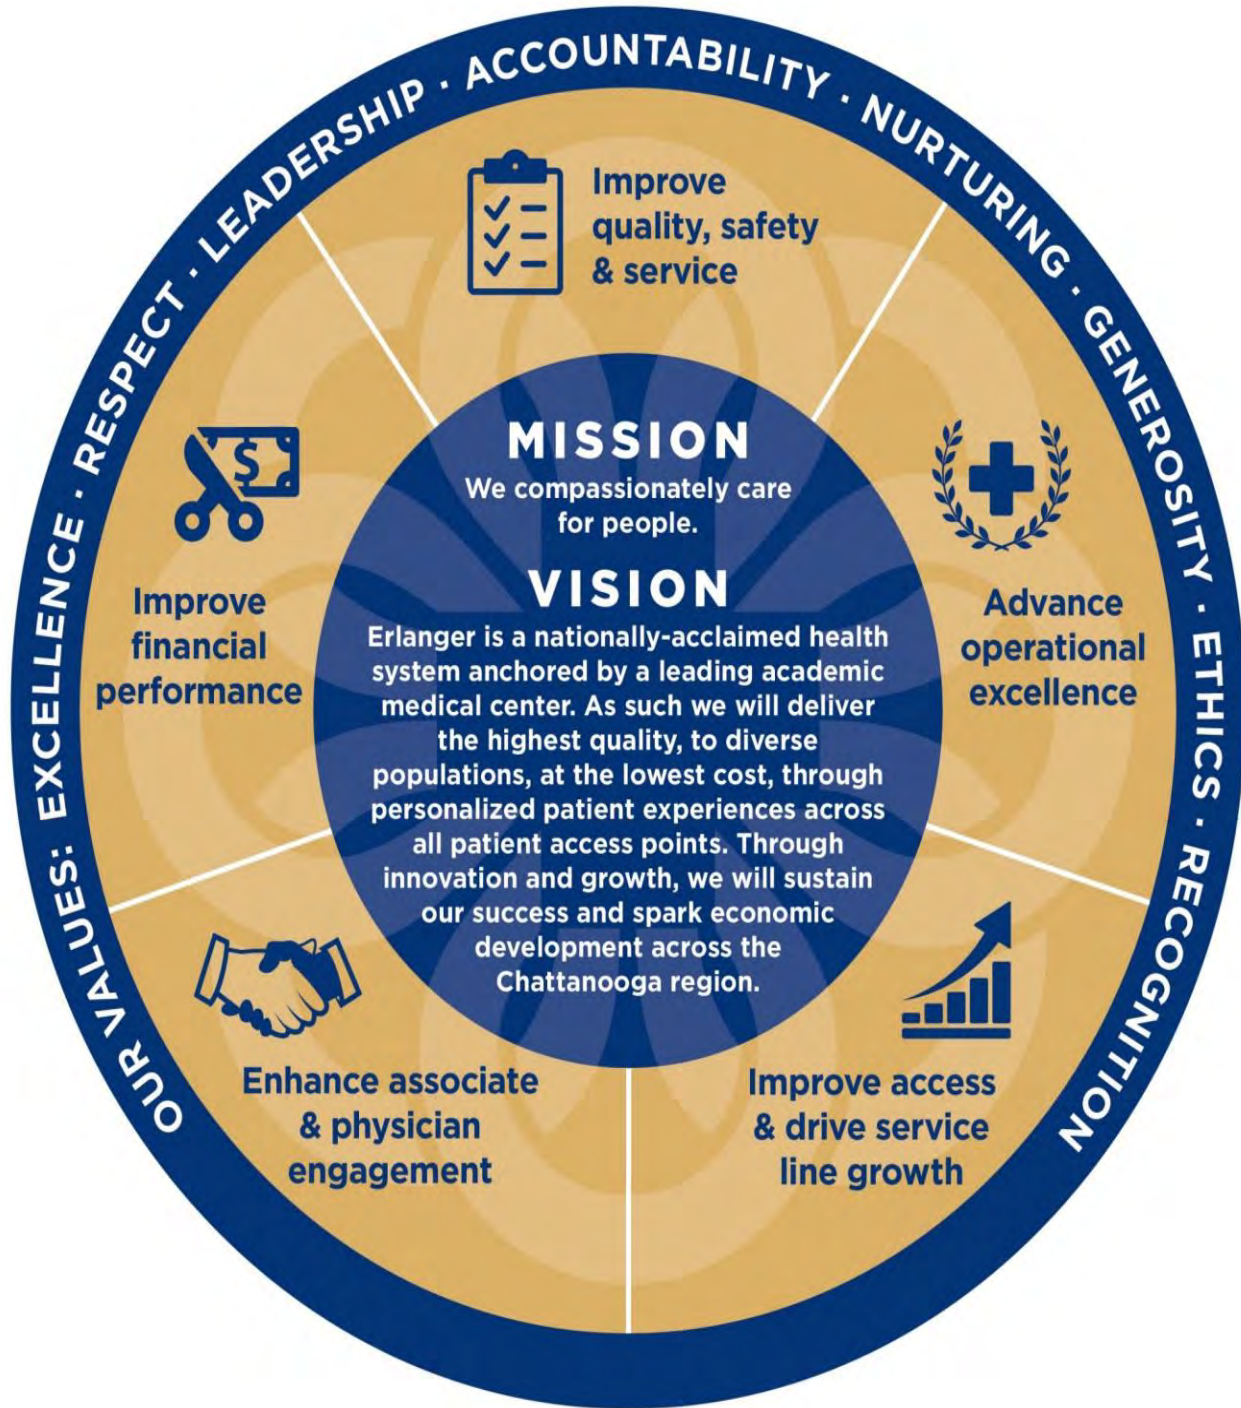 OUR VALUES: EXCELLENCE · RESPECT · LEADERSHIP · ACCOUNTABILITY · NURTURING · GENEROSITY · ETHICS · RECOGNITION
Improve
quality, safety
& service
$
Improve
financial
performance
Advance
operational
excellence
MISSION
We compassionately care
for people.
VISION
Erlanger is a nationally-acclaimed health
system anchored by a leading academic
medical center. As such we will deliver
the highest quality, to diverse
populations, at the lowest cost, through
personalized patient experiences across
all patient access points. Through
innovation and growth, we will sustain
our success and spark economic
development across the
Chattanooga region.
Enhance associate
& physician
engagement
Improve access
& drive service
line growth